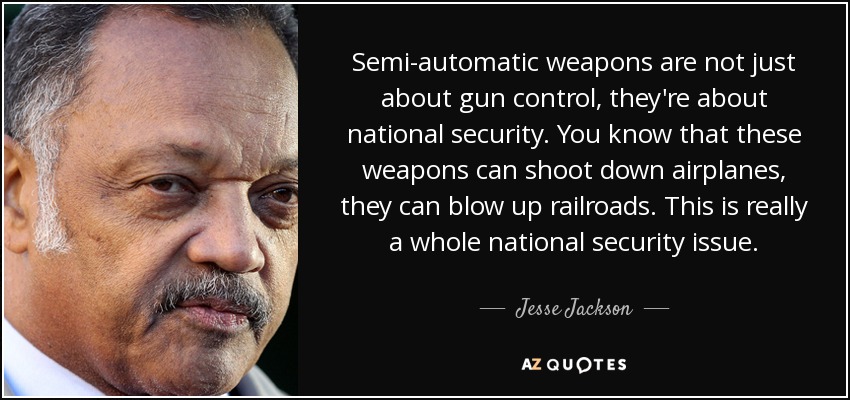 Semi-automatic weapons are not just
about gun control, they're about
national security. You know that these
weapons can shoot down airplanes,
they can blow up railroads. This is really
a whole national security issue.
Jesse Jackson
AZ QUOTES